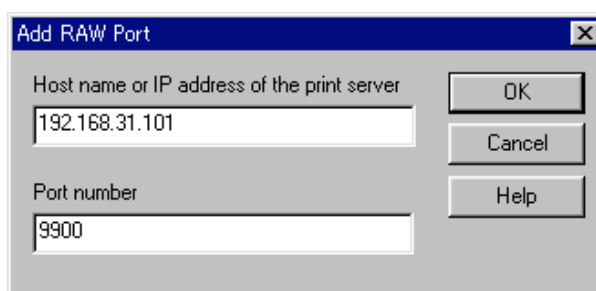 Add RAW Port
Host name or IP address of the print server
192.168.31.101
Port number
9900
OK
Cancel
Help